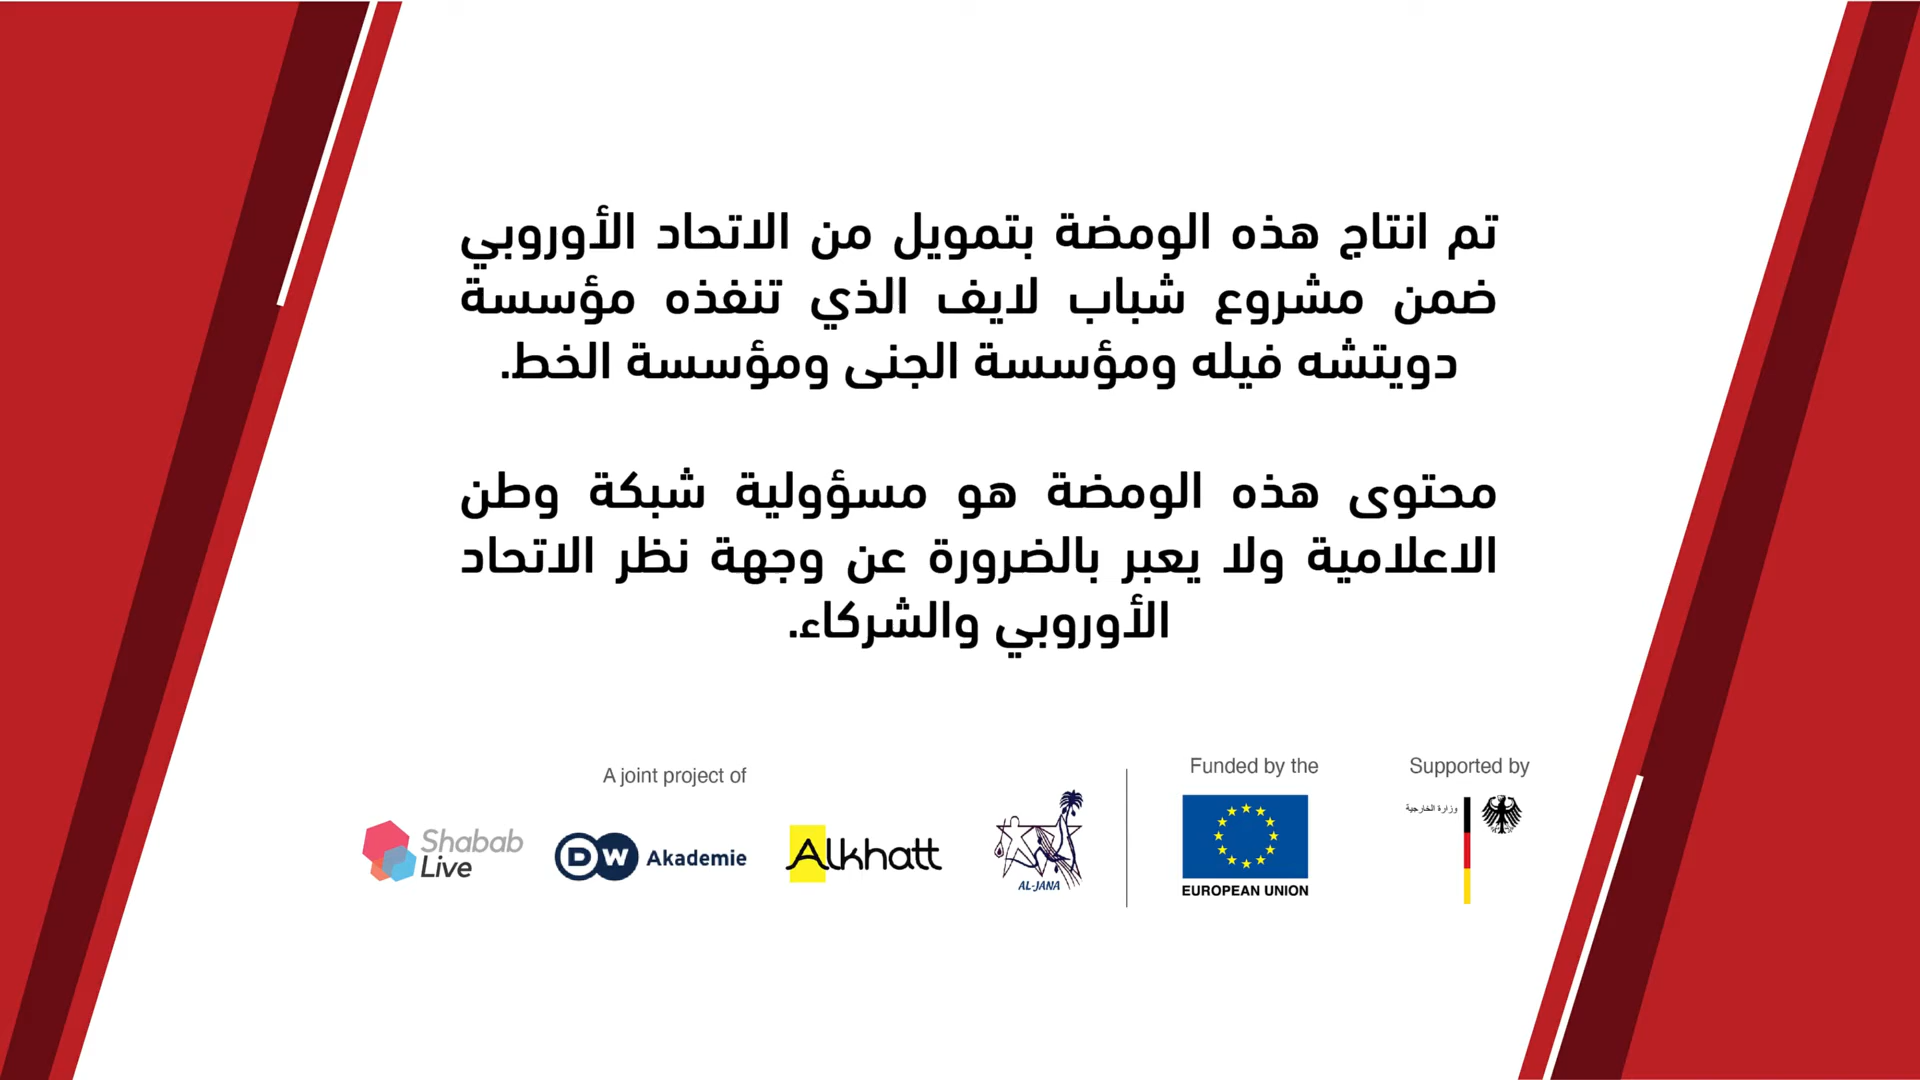 تم انتاج هذه الومضة بتمويل من الاتحاد الأوروبي
ضمن مشروع شباب لايف الذي تنفذه مؤسسة
دويتشه فيله ومؤسسة الجنى ومؤسسة الخط.
محتوى هذه الومضة هو مسؤولية شبكة وطن
الاعلامية ولا يعبر بالضرورة عن وجهة نظر الاتحاد
الأوروبي والشركاء.
A joint project of
Shabab
Live
DW Akademie
Alkhatt
AL-JANA
Funded by the
EUROPEAN UNION
Supported by
وزارة الخارجية